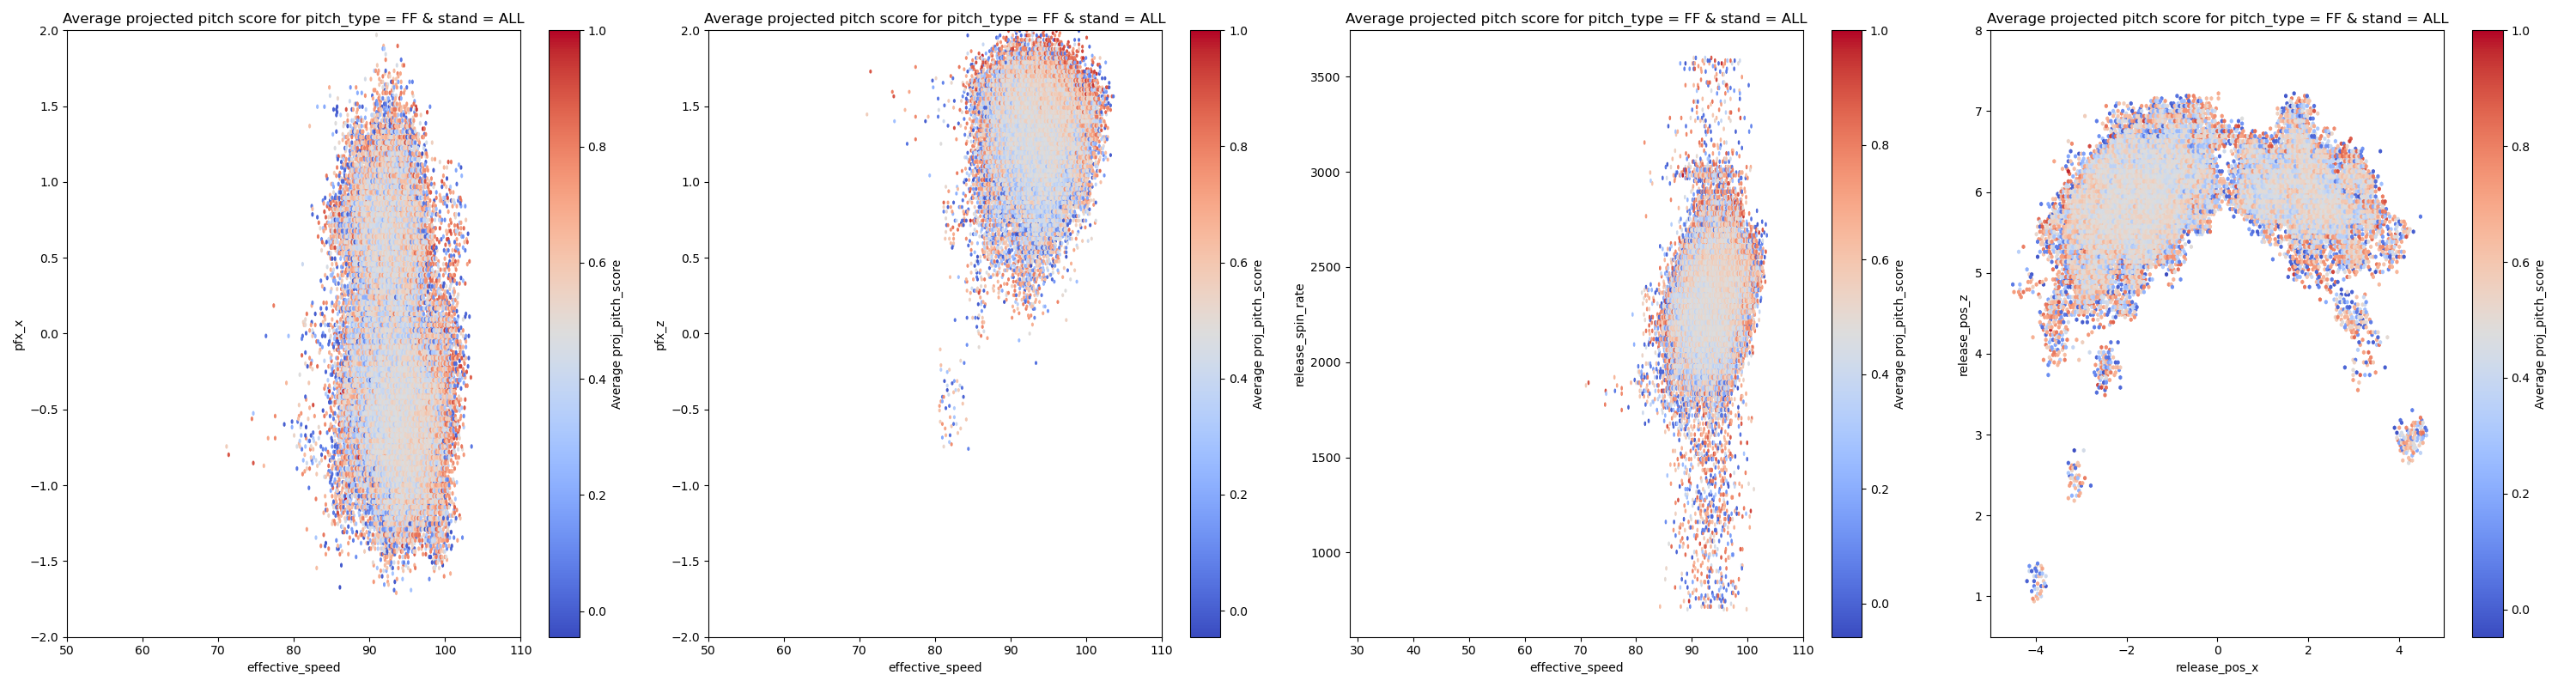 Average projected pitch score for pitch_type = FF & stand = ALL
2.0
1.5
1.0
0.5
0.0
−0.5
−1.0
−1.5
−2.0
pfx_x
50 60 70 80 90 100 110
effective_speed
1.0
0.8
0.6
0.4
0.2
0.0
Average proj_pitch_score
Average projected pitch score for pitch_type = FF & stand = ALL
2.0
1.5
1.0
0.5
0.0
−0.5
−1.0
−1.5
−2.0
pfx_z
50 60 70 80 90 100 110
effective_speed
1.0
0.8
0.6
0.4
0.2
0.0
Average proj_pitch_score
Average projected pitch score for pitch_type = FF & stand = ALL
3500
3000
2500
2000
1500
1000
release_spin_rate
30 40 50 60 70 80 90 100 110
effective_speed
1.0
0.8
0.6
0.4
0.2
0.0
Average proj_pitch_score
Average projected pitch score for pitch_type = FF & stand = ALL
8
7
6
5
4
3
2
1
release_pos_z
−4 −2 0 2 4
release_pos_x
1.0
0.8
0.6
0.4
0.2
0.0
Average proj_pitch_score